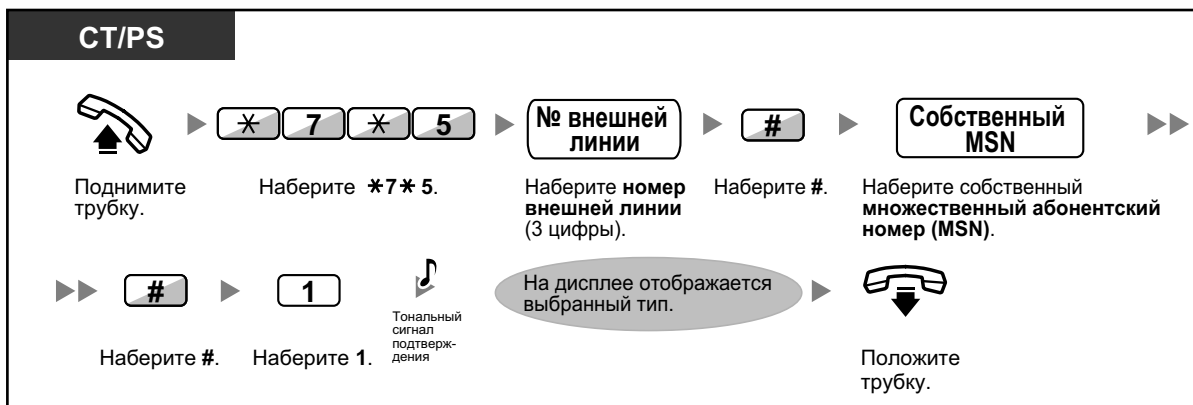 CT/PS
* 7 * 5
№ внешней
линии
#
Собственный
MSN
Поднимите
трубку.
Наберите *7* 5.
Наберите номер
внешней линии
(3 цифры).
Наберите #.
Наберите собственный
множественный абонентский
номер (MSN).
#
1
Тональный
сигнал
подтверж-
дения
На дисплее отображается
выбранный тип.
Наберите #.
Наберите 1.
Положите
трубку.